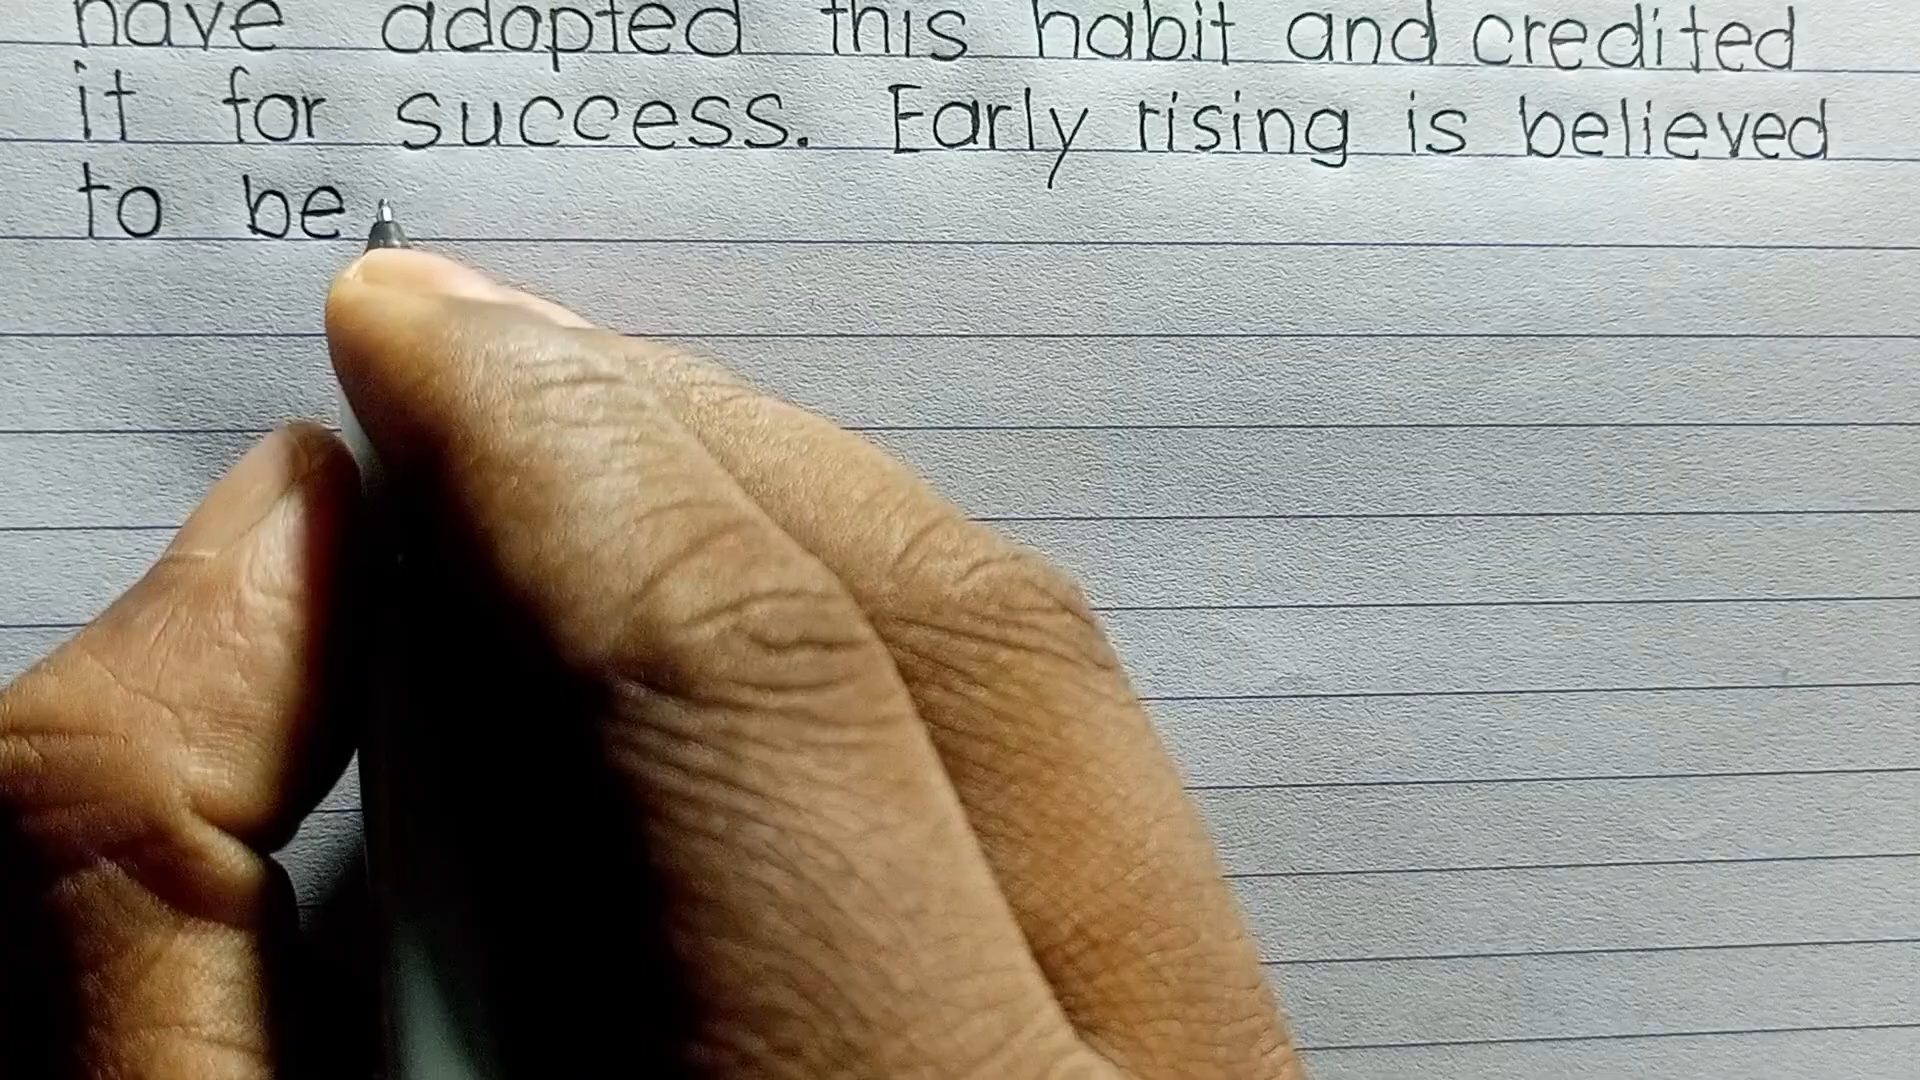 have adopted this habit and credited
it for success. Early rising is believed
to be